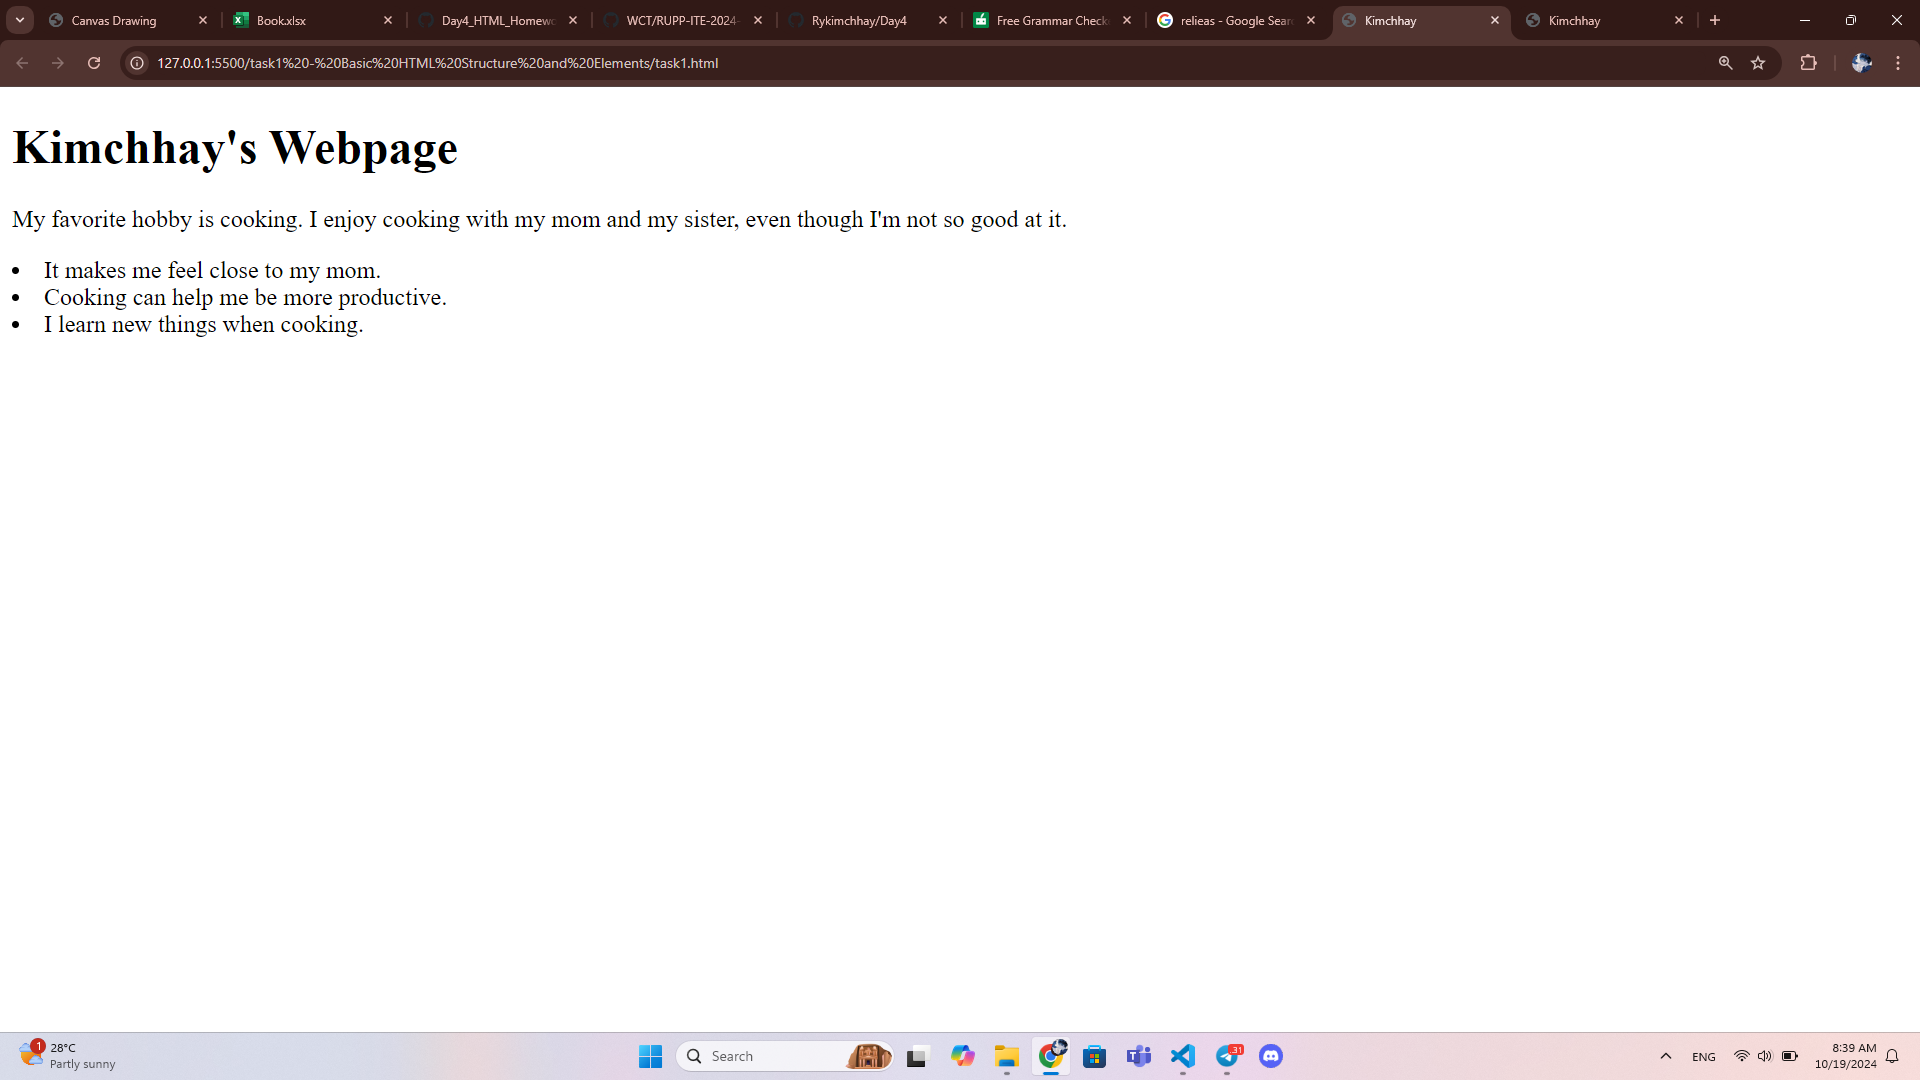 Canvas Drawing
Book.xlsx
Day4_HTML_Homewo
WCT/RUPP-ITE-2024-
Rykimchhay/Day4
Free Grammar Check
relieas - Google Sear
Kimchhay
Kimchhay
127.0.0.1:5500/task1%20-%20Basic%20HTML%20Structure%20and%20Elements/task1.html
Kimchhay's Webpage
My favorite hobby is cooking. I enjoy cooking with my mom and my sister, even though I'm not so good at it.
• It makes me feel close to my mom.
• Cooking can help me be more productive.
• I learn new things when cooking.
1
28°C
Partly sunny
Search
31
ENG
8:39 AM
10/19/2024